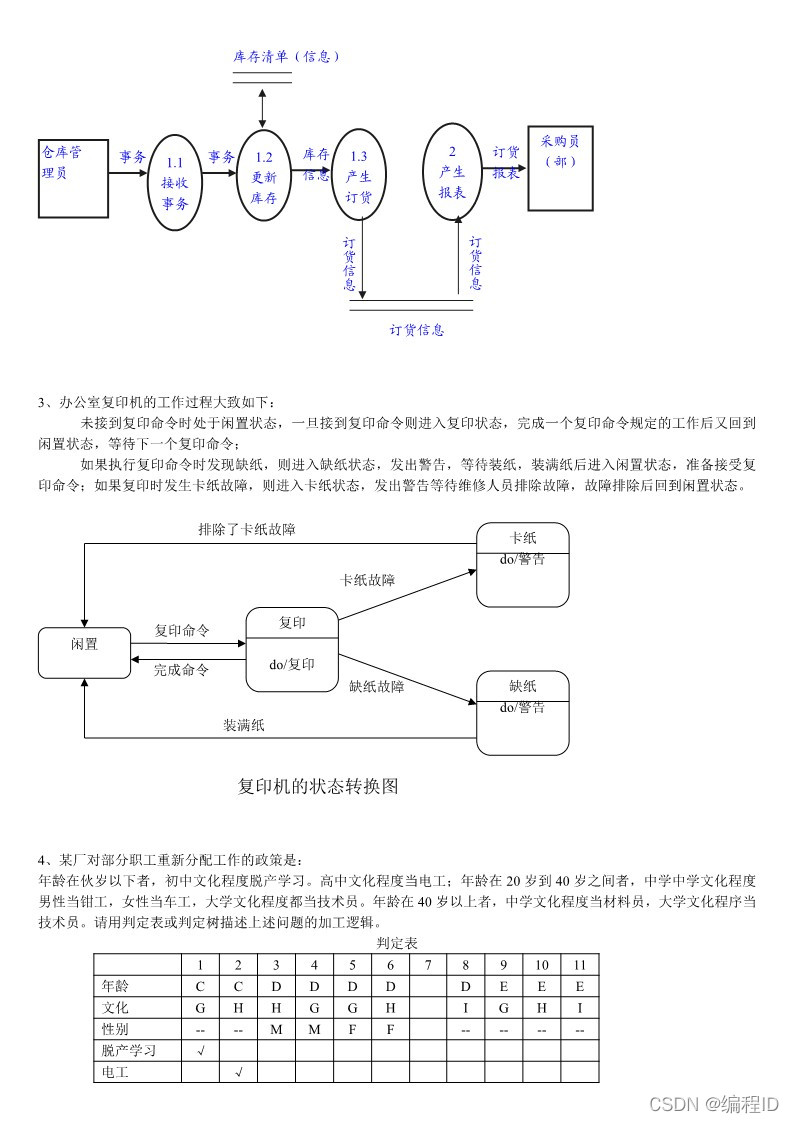 库存清单（信息）
仓库管
理员
事务
1.1
接收
事务
事务
1.2
更新
库存
库存
信息
1.3
产生
订货
2
产生
报表
订货
报表
采购员
（部）
订货信息
订货信息
订货信息
3、办公室复印机的工作过程大致如下：
未接到复印命令时处于闲置状态，一旦接到复印命令则进入复印状态，完成一个复印命令规定的工作后又回到
闲置状态，等待下一个复印命令；
如果执行复印命令时发现缺纸，则进入缺纸状态，发出警告，等待装纸，装满纸后进入闲置状态，准备接受复
印命令；如果复印时发生卡纸故障，则进入卡纸状态，发出警告等待维修人员排除故障，故障排除后回到闲置状态。
排除了卡纸故障
卡纸
do/警告
卡纸故障
闲置
复印命令
完成命令
复印
do/复印
缺纸故障
缺纸
do/警告
装满纸
复印机的状态转换图
4、某厂对部分职工重新分配工作的政策是：
年龄在伙岁以下者，初中文化程度脱产学习。高中文化程度当电工；年龄在 20 岁到 40 岁之间者，中学中学文化程度
男性当钳工，女性当车工，大学文化程度都当技术员。年龄在 40 岁以上者，中学文化程度当材料员，大学文化程序当
技术员。请用判定表或判定树描述上述问题的加工逻辑。
判定表
1 2 3 4 5 6 7 8 9 10 11
年龄 C C D D D D D E E E
文化 G H H G G H I G H I
性别 -- -- M M F F -- -- -- --
脱产学习 √
电工 √
CSDN @编程ID